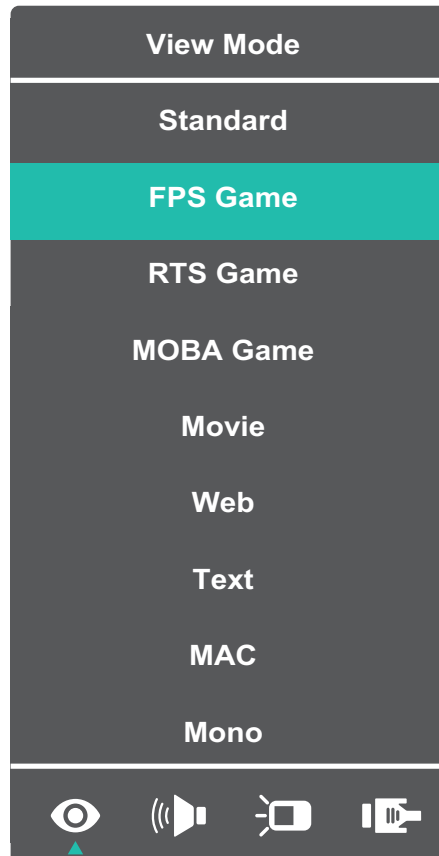 View Mode
Standard
FPS Game
RTS Game
MOBA Game
Movie
Web
Text
MAC
Mono